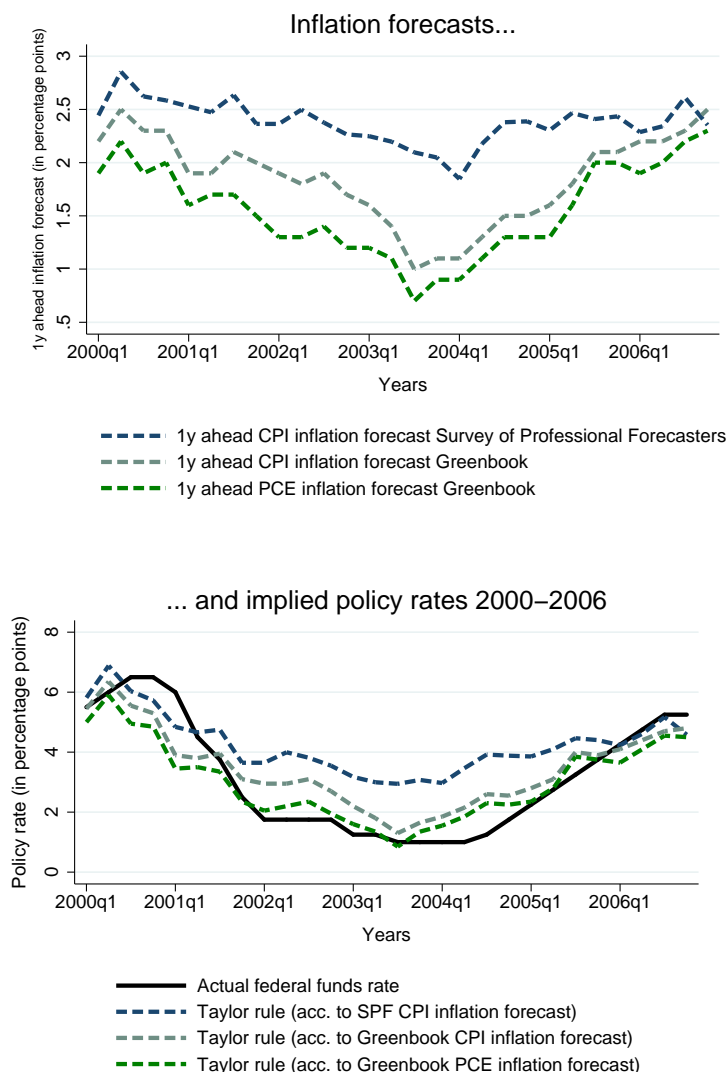 Inflation forecasts...
1y ahead inflation forecast (in percentage points)
3
2.5
2
1.5
1
.5
2000q1 2001q1 2002q1 2003q1 2004q1 2005q1 2006q1
Years
1y ahead CPI inflation forecast Survey of Professional Forecasters
1y ahead CPI inflation forecast Greenbook
1y ahead PCE inflation forecast Greenbook
... and implied policy rates 2000–2006
Policy rate (in percentage points)
8
6
4
2
0
2000q1 2001q1 2002q1 2003q1 2004q1 2005q1 2006q1
Years
Actual federal funds rate
Taylor rule (acc. to SPF CPI inflation forecast)
Taylor rule (acc. to Greenbook CPI inflation forecast)
Taylor rule (acc. to Greenbook PCE inflation forecast)